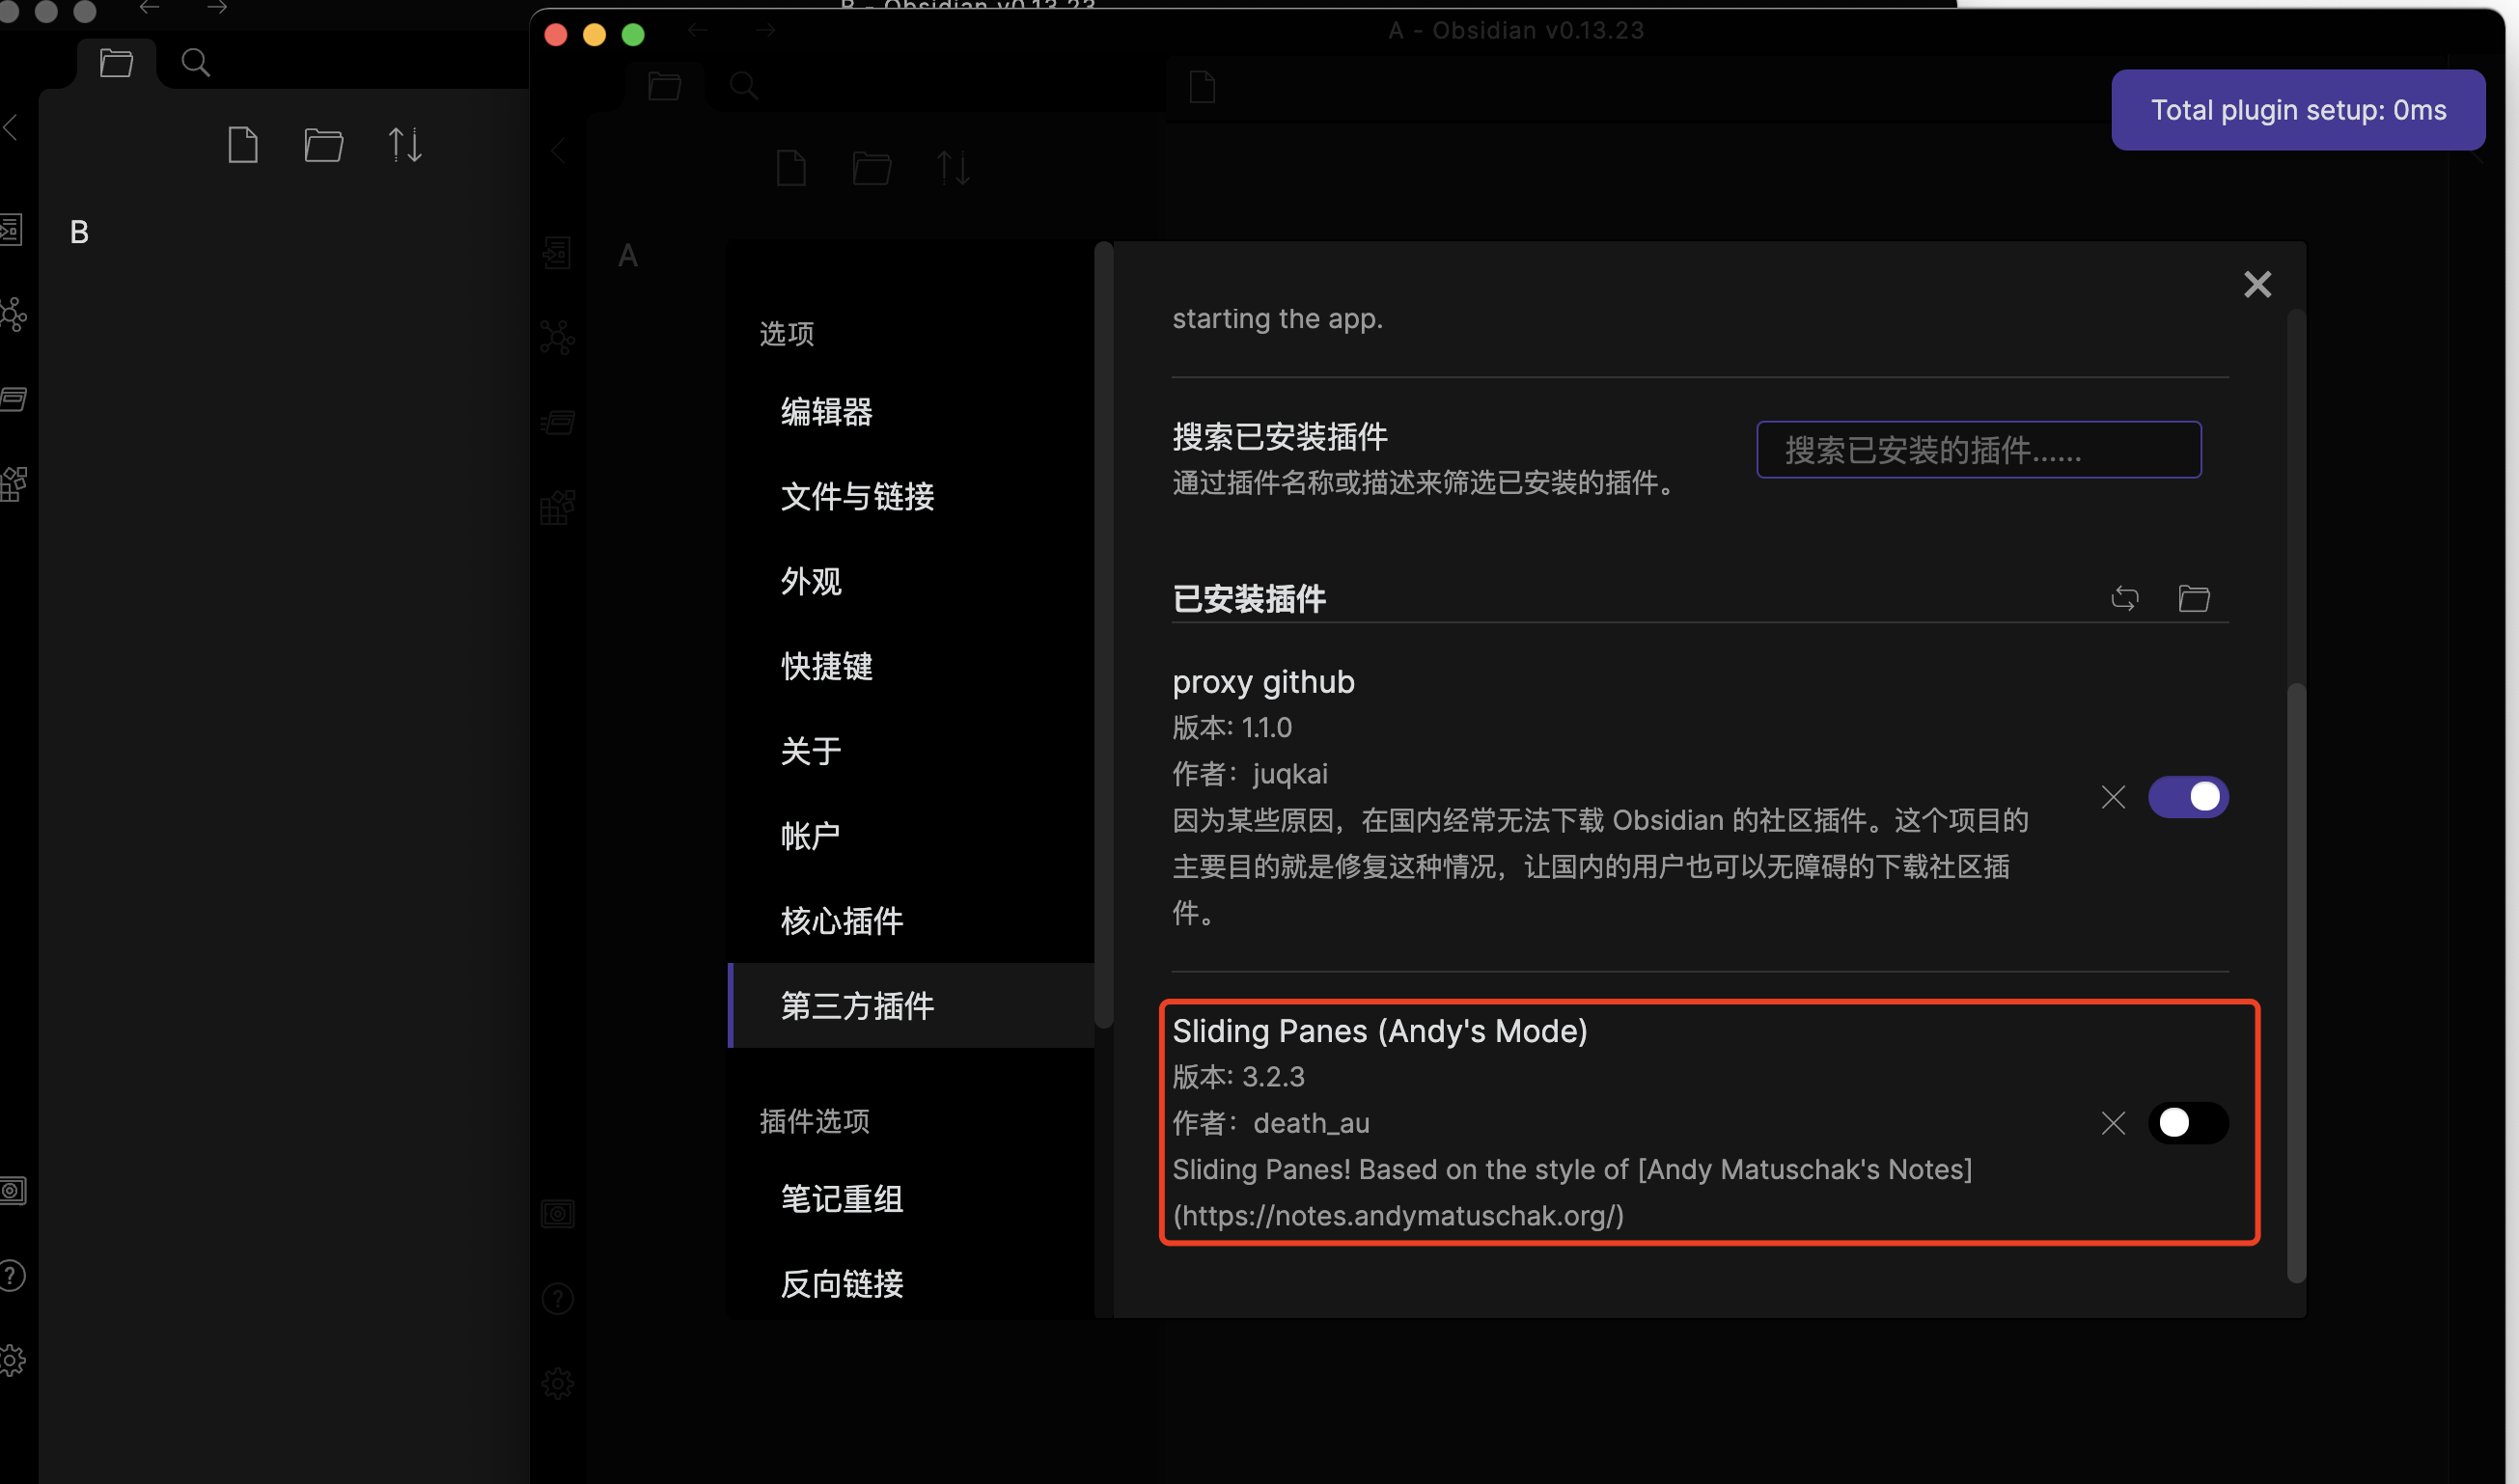 B - Obsidian v0.13.23
B
A - Obsidian v0.13.23
Total plugin setup: 0ms
A
选项
编辑器
文件与链接
外观
快捷键
关于
帐户
核心插件
第三方插件
插件选项
笔记重组
反向链接
starting the app.
搜索已安装插件
通过插件名称或描述来筛选已安装的插件。
搜索已安装的插件......
已安装插件
proxy github
版本: 1.1.0
作者：juqkai
因为某些原因，在国内经常无法下载 Obsidian 的社区插件。这个项目的
主要目的就是修复这种情况，让国内的用户也可以无障碍的下载社区插
件。
Sliding Panes (Andy's Mode)
版本: 3.2.3
作者：death_au
Sliding Panes! Based on the style of [Andy Matuschak's Notes]
(https://notes.andymatuschak.org/)